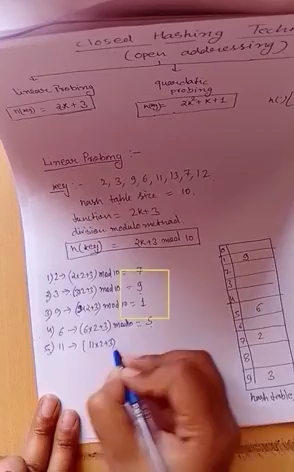 Closed Hashing Techn
(open addressing)
Linear Probing
h(key) = 2k+3
quardatic
probing
h(key) = 2k²+k+1
h(
Linear Probing :-
key :- 2, 3, 9, 6, 11, 13, 7, 12
hash table size = 10.
function = 2k+3
division modulo method
h(key) = 2k+3 mod 10
1) 2 → (2×2+3) mod 10 = 7
2) 3 → (3×2+3) mod 10 = 9
3) 9 → (9×2+3) mod 10 = 1
4) 6 → (6×2+3) mod 10 = 5
5) 11 → (11×2+3)
0
1 9
2
3
4
5 6
6
7 2
8
9 3
hash table